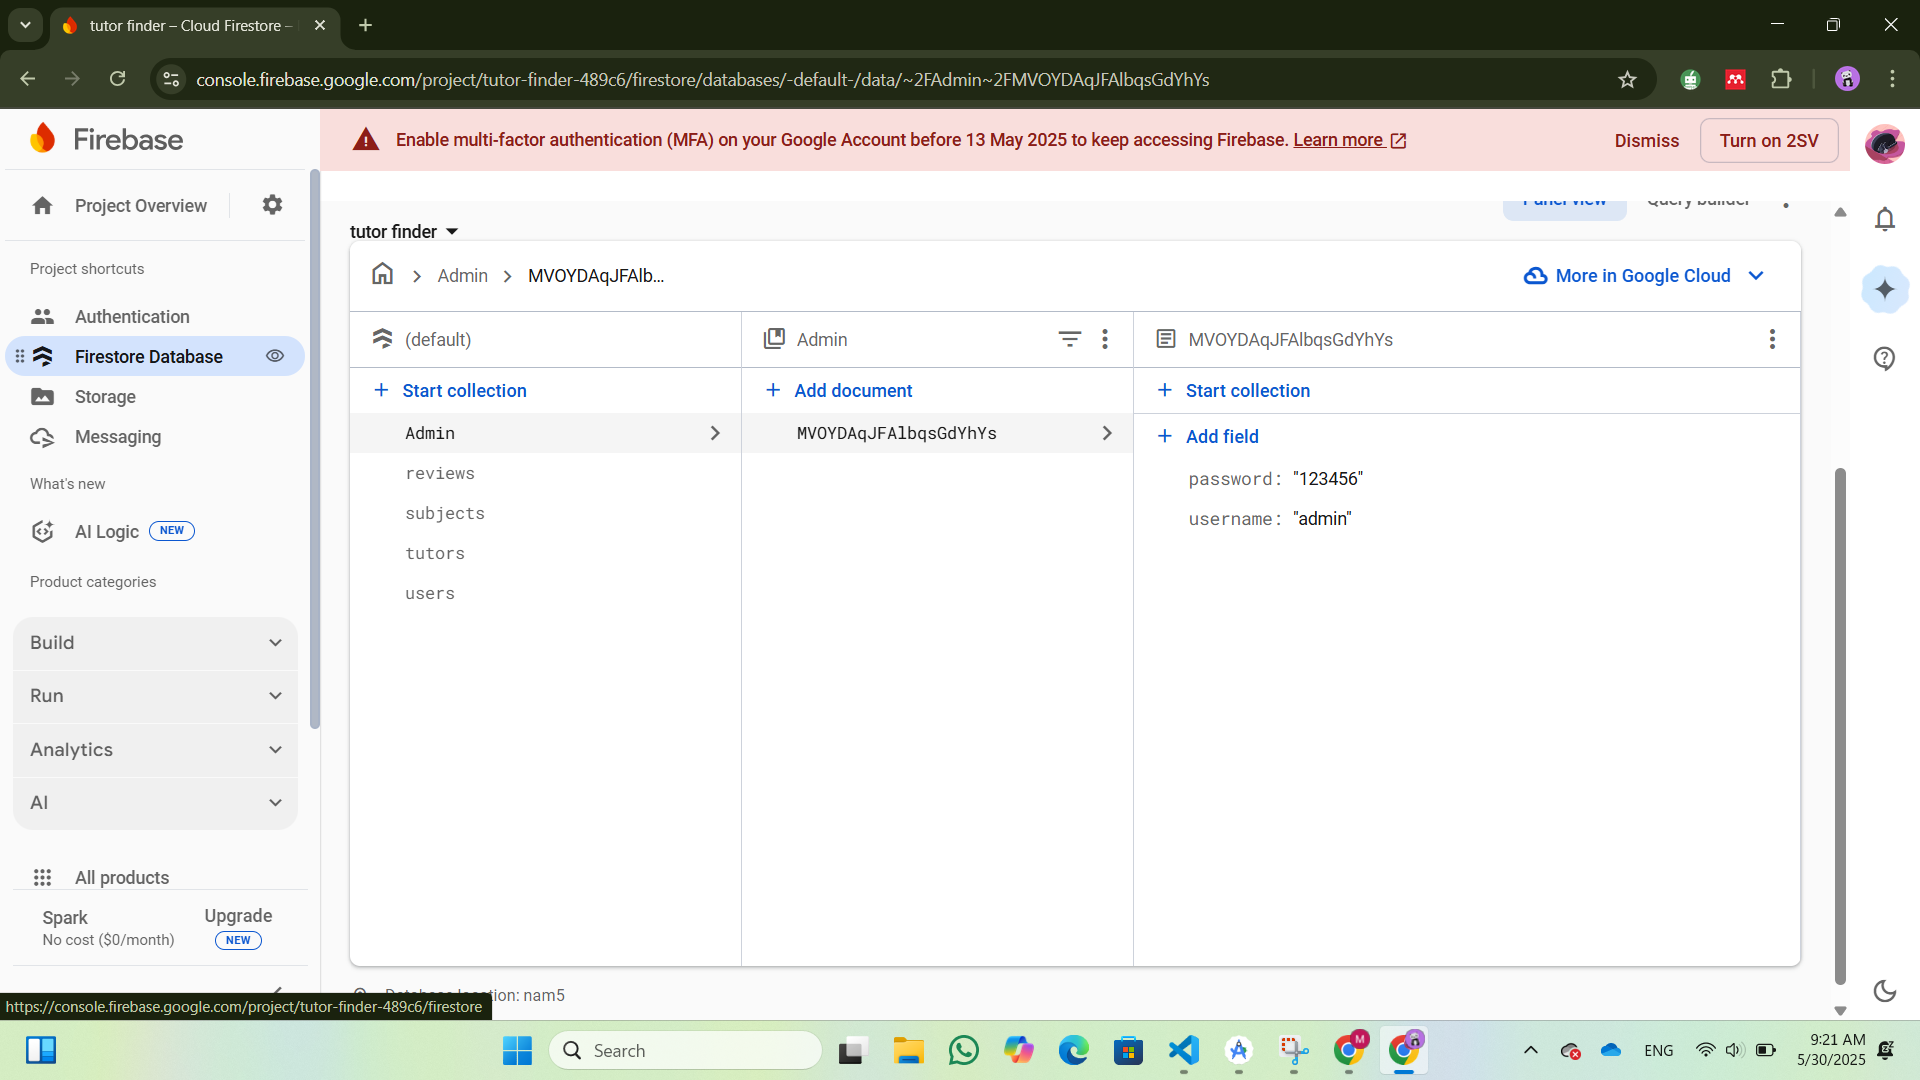 tutor finder – Cloud Firestore –
console.firebase.google.com/project/tutor-finder-489c6/firestore/databases/-default-/data/~2FAdmin~2FMVOYDAqJFAlbqsGdYhYs
Firebase
Enable multi-factor authentication (MFA) on your Google Account before 13 May 2025 to keep accessing Firebase. Learn more
Dismiss
Turn on 2SV
Project Overview
Panel view
Query builder
tutor finder
Project shortcuts
Admin
MVOYDAqJFAlb...
More in Google Cloud
Authentication
Firestore Database
Storage
Messaging
What's new
AI Logic NEW
Product categories
Build
Run
Analytics
AI
All products
Spark
No cost ($0/month)
Upgrade
NEW
(default)
Start collection
Admin
reviews
subjects
tutors
users
Admin
Add document
MVOYDAqJFAlbqsGdYhYs
MVOYDAqJFAlbqsGdYhYs
Start collection
Add field
password: "123456"
username: "admin"
tion: nam5
https://console.firebase.google.com/project/tutor-finder-489c6/firestore
Search
M
ENG
9:21 AM
5/30/2025